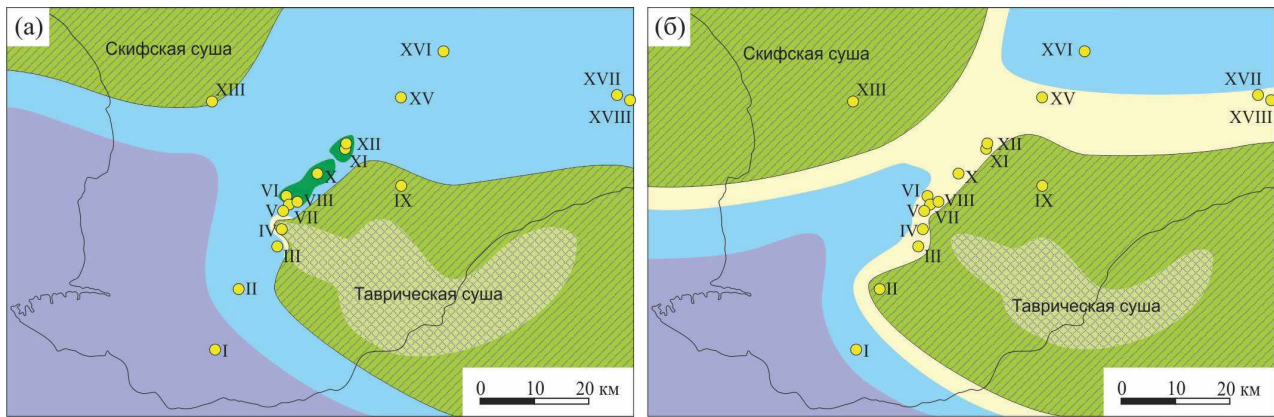 (а)
Скифская суша
XVI
XVII
XIII
XV
XVIII
XII
XI
X
VI
VIII
IX
V
VII
IV
III
II
Таврическая суша
I
0 10 20 км
(б)
Скифская суша
XVI
XVII
XIII
XV
XVIII
XII
XI
X
VI
VIII
IX
V
VII
IV
III
II
Таврическая суша
I
0 10 20 км